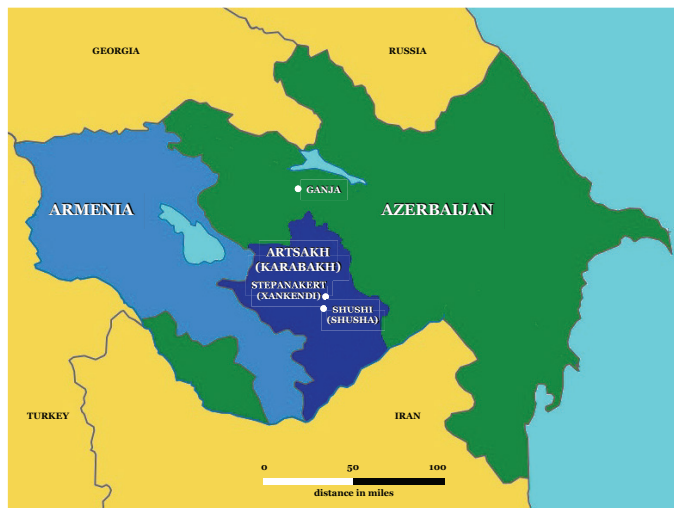 GEORGIA
RUSSIA
GANJA
ARMENIA
AZERBAIJAN
ARTSAKH
(KARABAKH)
STEPANAKERT
(XANKENDI)
SHUSHI
(SHUSHA)
TURKEY
IRAN
0 50 100
distance in miles